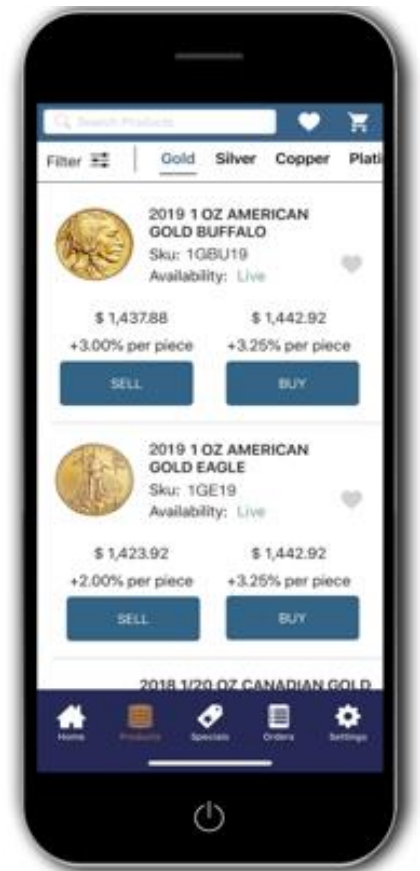 Search Products
Filter
Gold Silver Copper Plati
2019 1 OZ AMERICAN
GOLD BUFFALO
Sku: 1GBU19
Availability: Live
$ 1,437.88 $ 1,442.92
+3.00% per piece +3.25% per piece
SELL BUY
2019 1 OZ AMERICAN
GOLD EAGLE
Sku: 1GE19
Availability: Live
$ 1,423.92 $ 1,442.92
+2.00% per piece +3.25% per piece
SELL BUY
2018 1/20 OZ CANADIAN GOLD
Home Products Specials Orders Settings